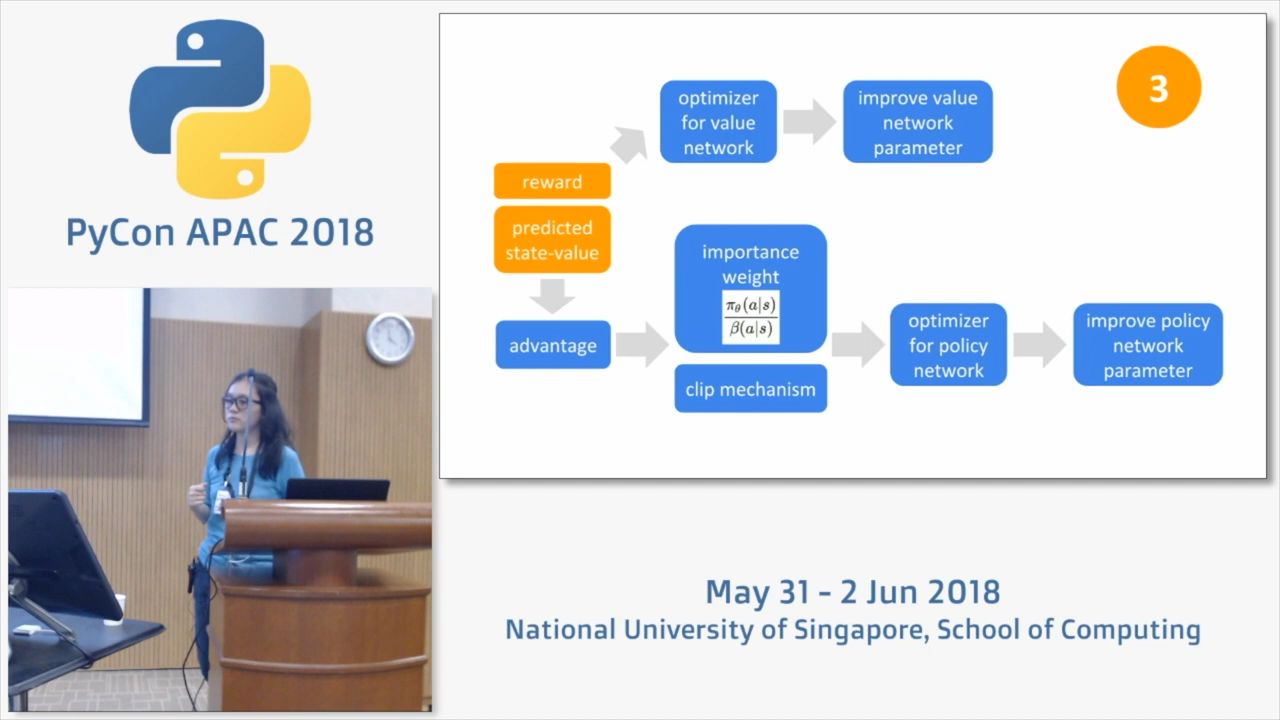 PyCon APAC 2018
3
optimizer
for value
network
improve value
network
parameter
reward
predicted
state-value
importance
weight
π_θ(a|s)
β(a|s)
advantage
clip mechanism
optimizer
for policy
network
improve policy
network
parameter
May 31 - 2 Jun 2018
National University of Singapore, School of Computing